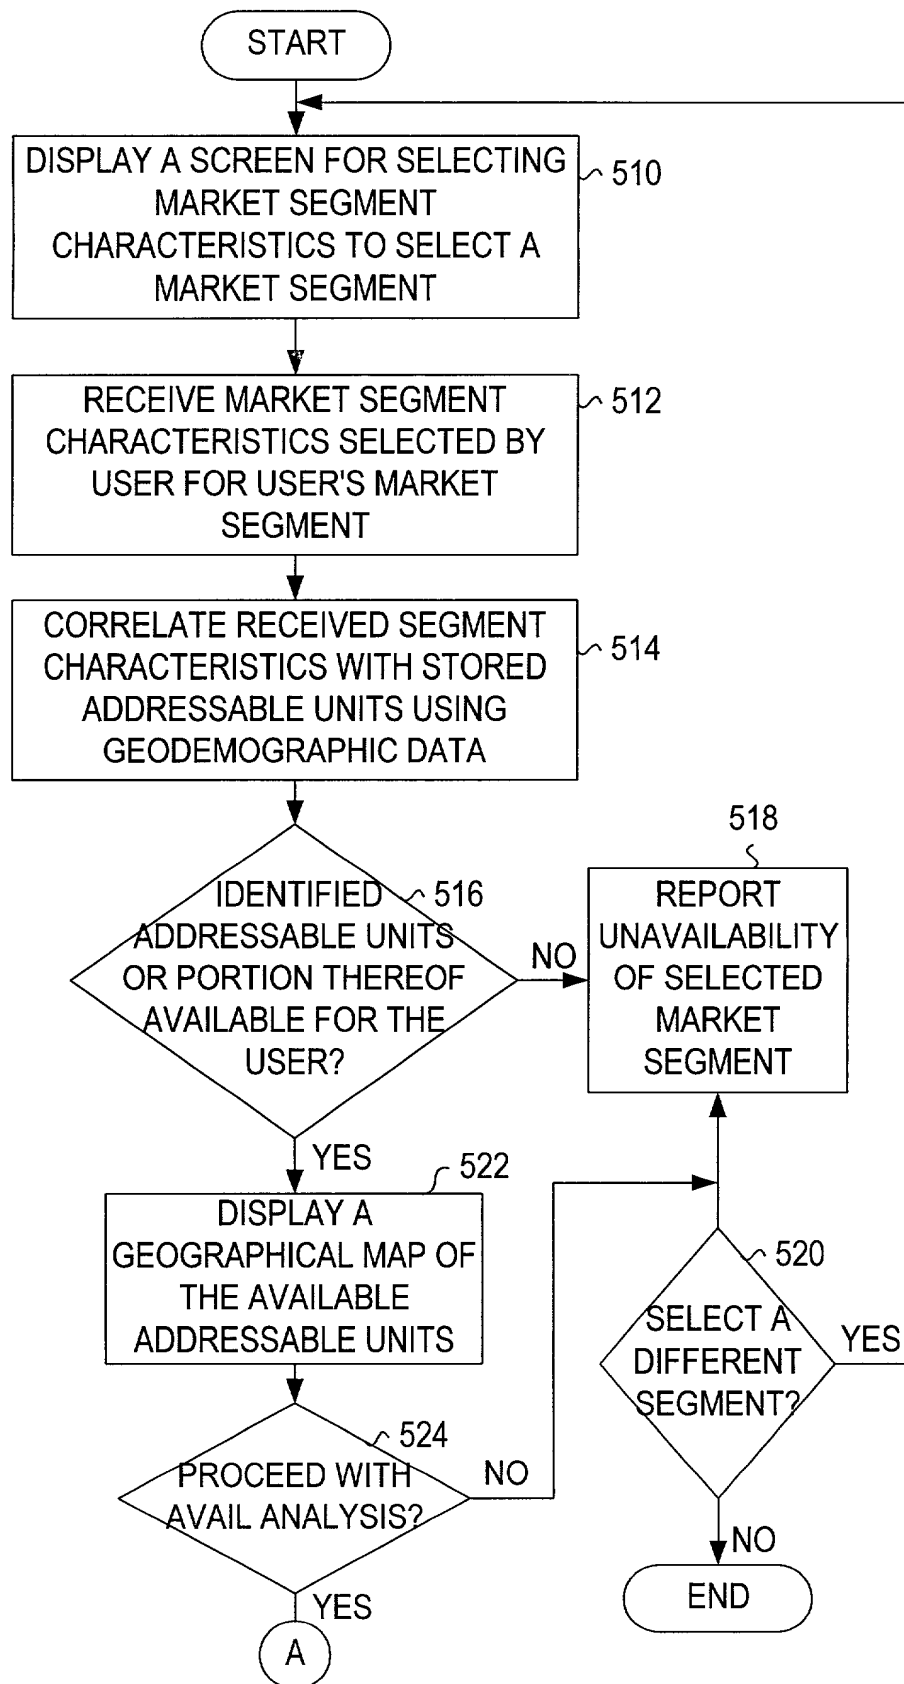 START
DISPLAY A SCREEN FOR SELECTING
MARKET SEGMENT
CHARACTERISTICS TO SELECT A
MARKET SEGMENT
510
RECEIVE MARKET SEGMENT
CHARACTERISTICS SELECTED BY
USER FOR USER'S MARKET
SEGMENT
512
CORRELATE RECEIVED SEGMENT
CHARACTERISTICS WITH STORED
ADDRESSABLE UNITS USING
GEODEMOGRAPHIC DATA
514
IDENTIFIED
ADDRESSABLE UNITS
OR PORTION THEREOF
AVAILABLE FOR THE
USER?
516
NO
518
REPORT
UNAVAILABILITY
OF SELECTED
MARKET
SEGMENT
YES
522
DISPLAY A
GEOGRAPHICAL MAP OF
THE AVAILABLE
ADDRESSABLE UNITS
520
SELECT A
DIFFERENT
SEGMENT?
YES
524
PROCEED WITH
AVAIL ANALYSIS?
NO
NO
END
YES
A